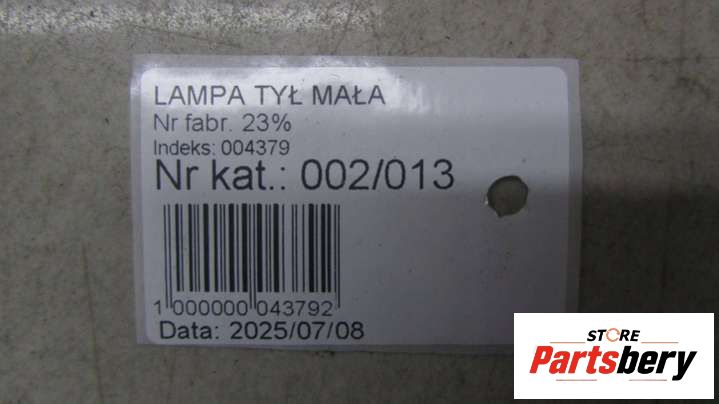 LAMPA TYŁ MAŁA
Nr fabr. 23%
Indeks: 004379
Nr kat.: 002/013
1 000000 043792
Data: 2025/07/08
STORE
Partsbery